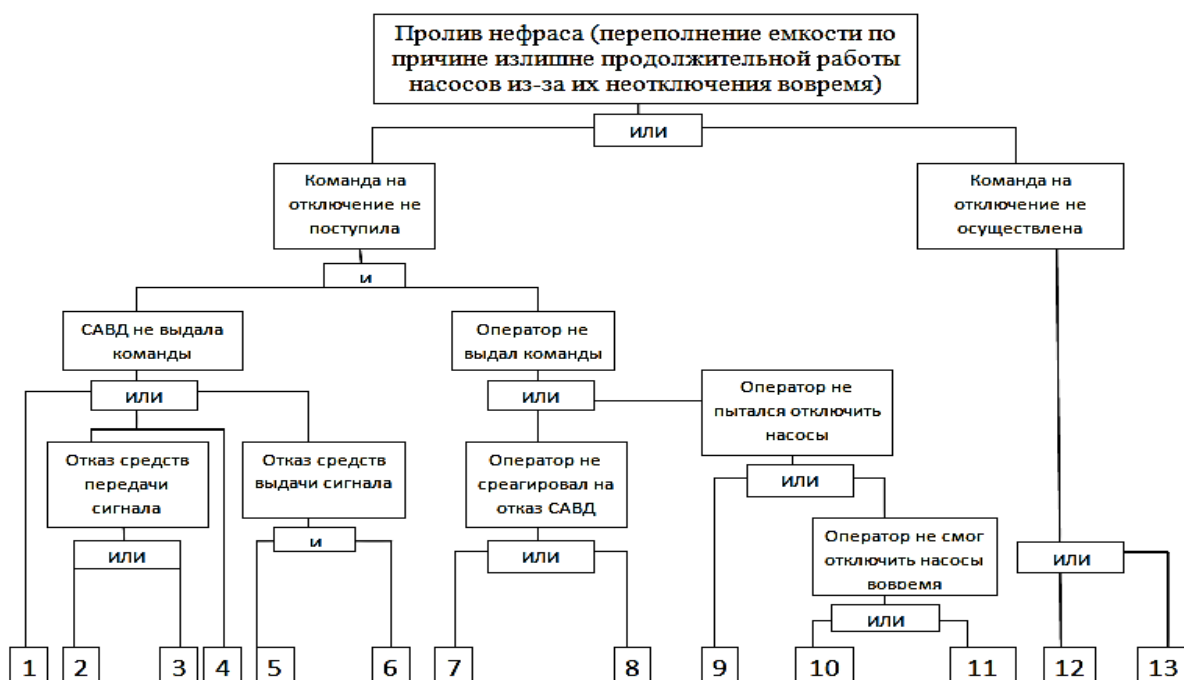 Пролив нефраса (переполнение емкости по
причине излишне продолжительной работы
насосов из-за их неотключения вовремя)
или
Команда на
отключение не
поступила
Команда на
отключение не
осуществлена
и
САВД не выдала
команды
Оператор не
выдал команды
или
или
Оператор не
пытался отключить
насосы
Отказ средств
передачи
сигнала
Отказ средств
выдачи сигнала
Оператор не
среагировал на
отказ САВД
или
Оператор не смог
отключить насосы
вовремя
или
и
или
или
или
1 2 3 4 5 6 7 8 9 10 11 12 13